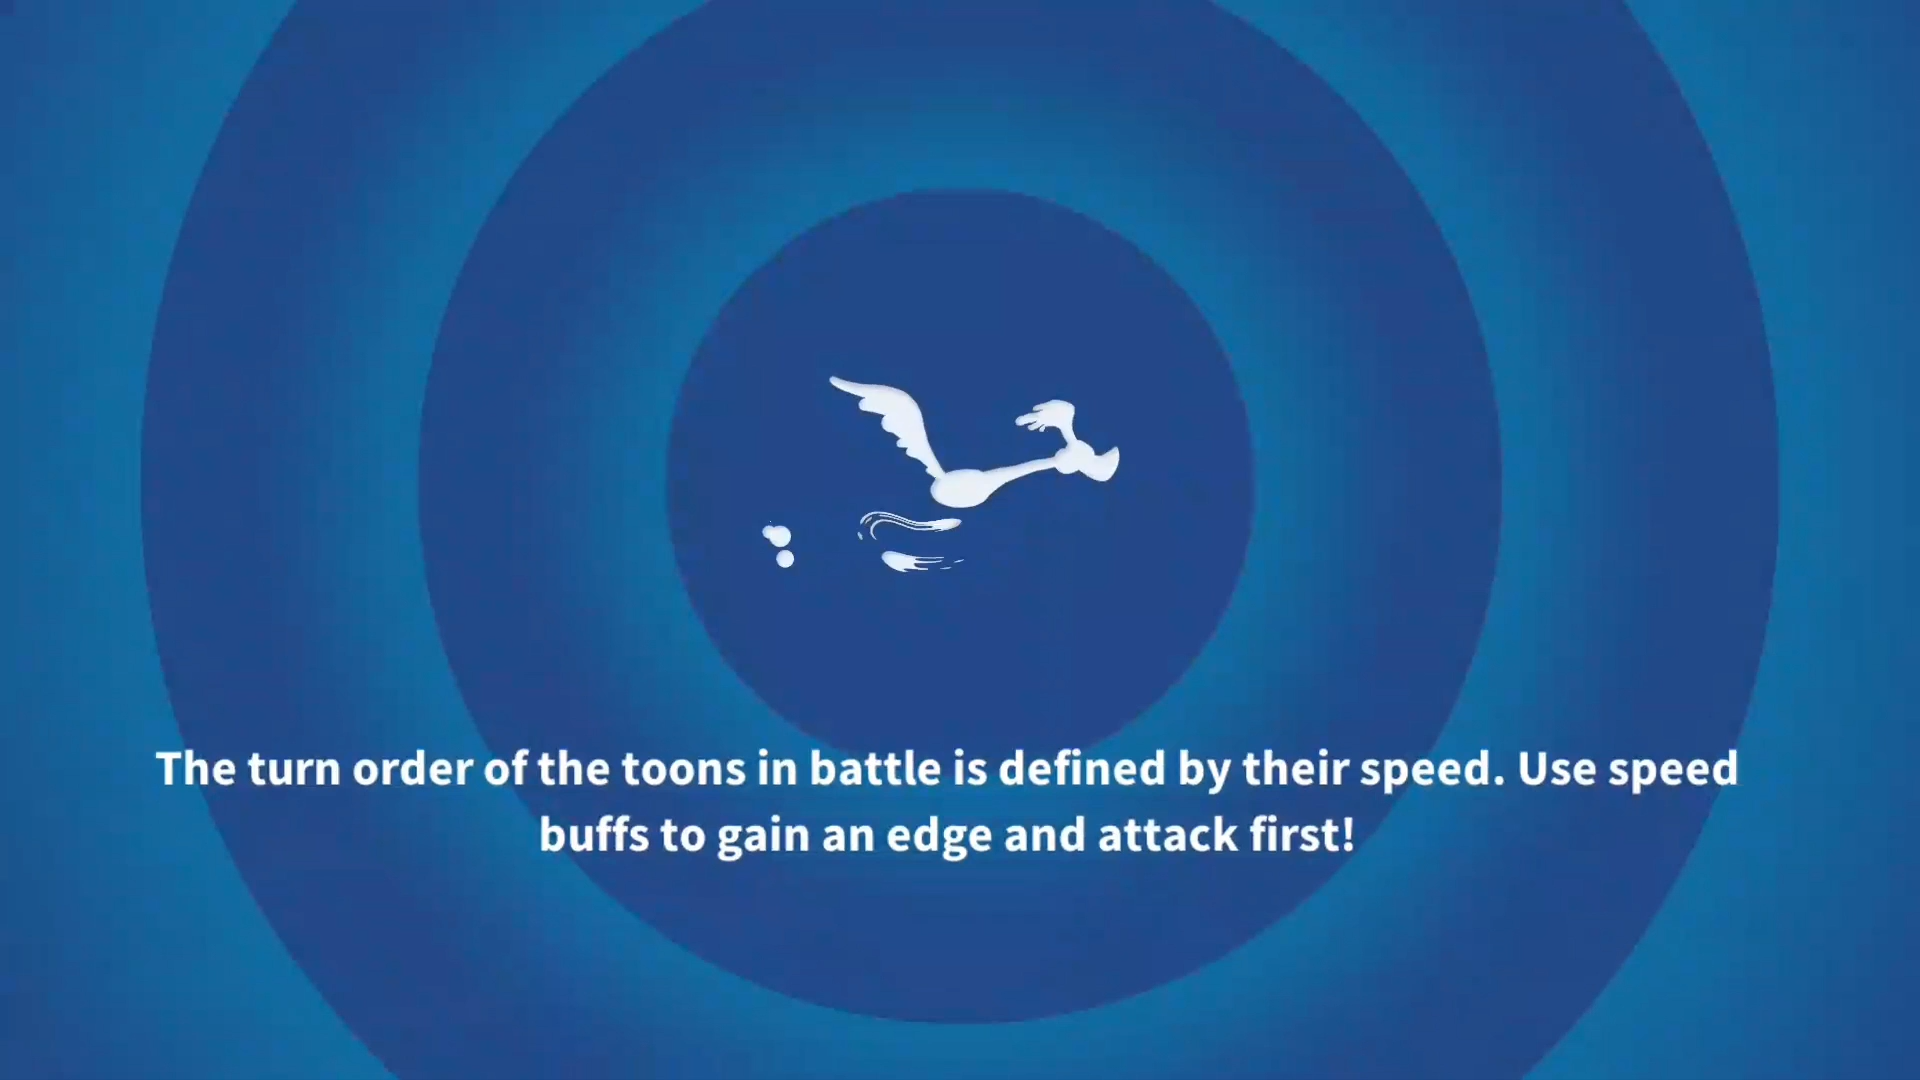 The turn order of the toons in battle is defined by their speed. Use speed
buffs to gain an edge and attack first!